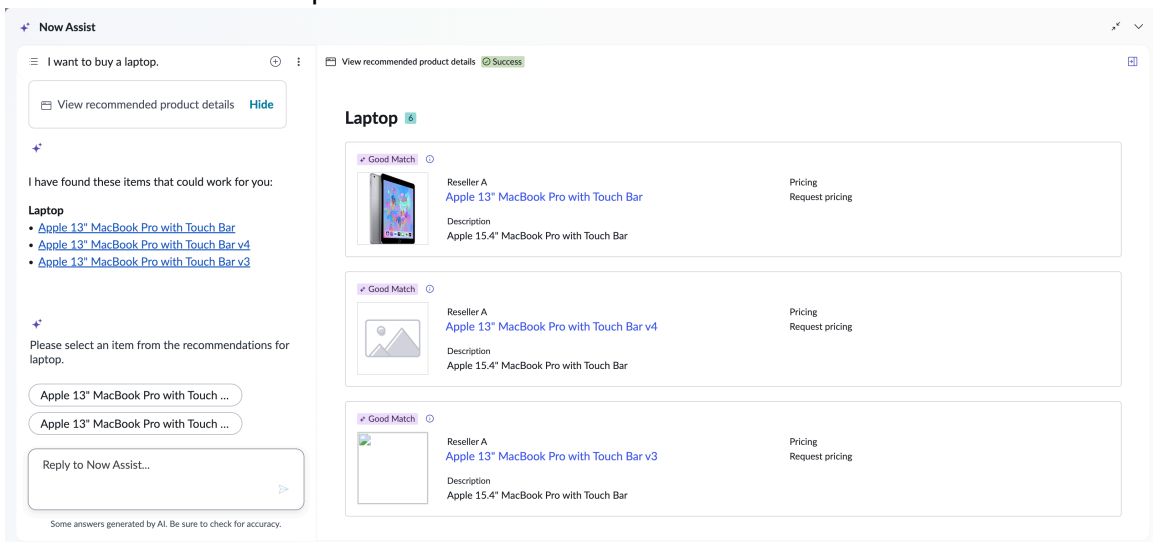 Now Assist
I want to buy a laptop.
View recommended product details Hide
I have found these items that could work for you:
Laptop
• Apple 13" MacBook Pro with Touch Bar
• Apple 13" MacBook Pro with Touch Bar v4
• Apple 13" MacBook Pro with Touch Bar v3
Please select an item from the recommendations for
laptop.
Apple 13" MacBook Pro with Touch ...
Apple 13" MacBook Pro with Touch ...
Reply to Now Assist...
Some answers generated by AI. Be sure to check for accuracy.
View recommended product details Success
Laptop 6
Good Match
Reseller A
Apple 13" MacBook Pro with Touch Bar
Description
Apple 15.4" MacBook Pro with Touch Bar
Pricing
Request pricing
Good Match
Reseller A
Apple 13" MacBook Pro with Touch Bar v4
Description
Apple 15.4" MacBook Pro with Touch Bar
Pricing
Request pricing
Good Match
Reseller A
Apple 13" MacBook Pro with Touch Bar v3
Description
Apple 15.4" MacBook Pro with Touch Bar
Pricing
Request pricing